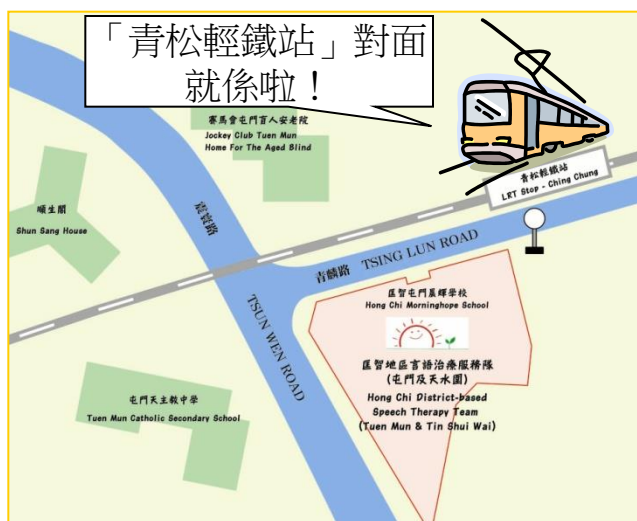 「青松輕鐵站」對面
就係啦！
賽馬會屯門盲人安老院
Jockey Club Tuen Mun
Home For The Aged Blind
青松輕鐵站
LRT Stop - Ching Chung
順生閣
Shun Sang House
震寰路
青麟路 TSING LUN ROAD
TSUN WEN ROAD
匡智屯門晨輝學校
Hong Chi Morninghope School
匡智地區言語治療服務隊
(屯門及天水圍)
Hong Chi District-based
Speech Therapy Team
(Tuen Mun & Tin Shui Wai)
屯門天主教中學
Tuen Mun Catholic Secondary School